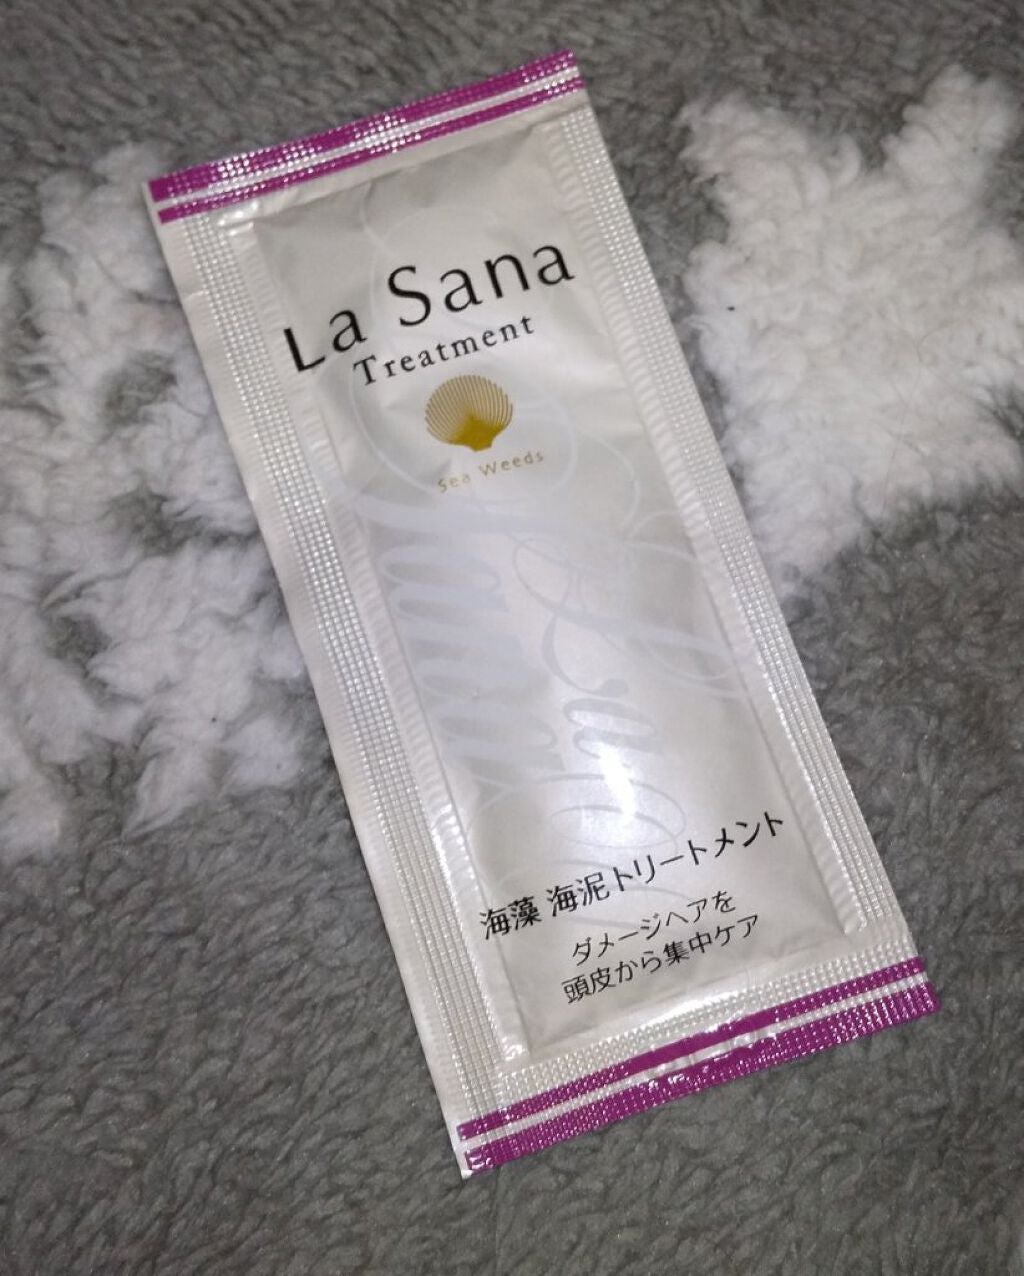 La Sana
Treatment
Sea Weeds
海藻 海泥トリートメント
ダメージヘアを
頭皮から集中ケア